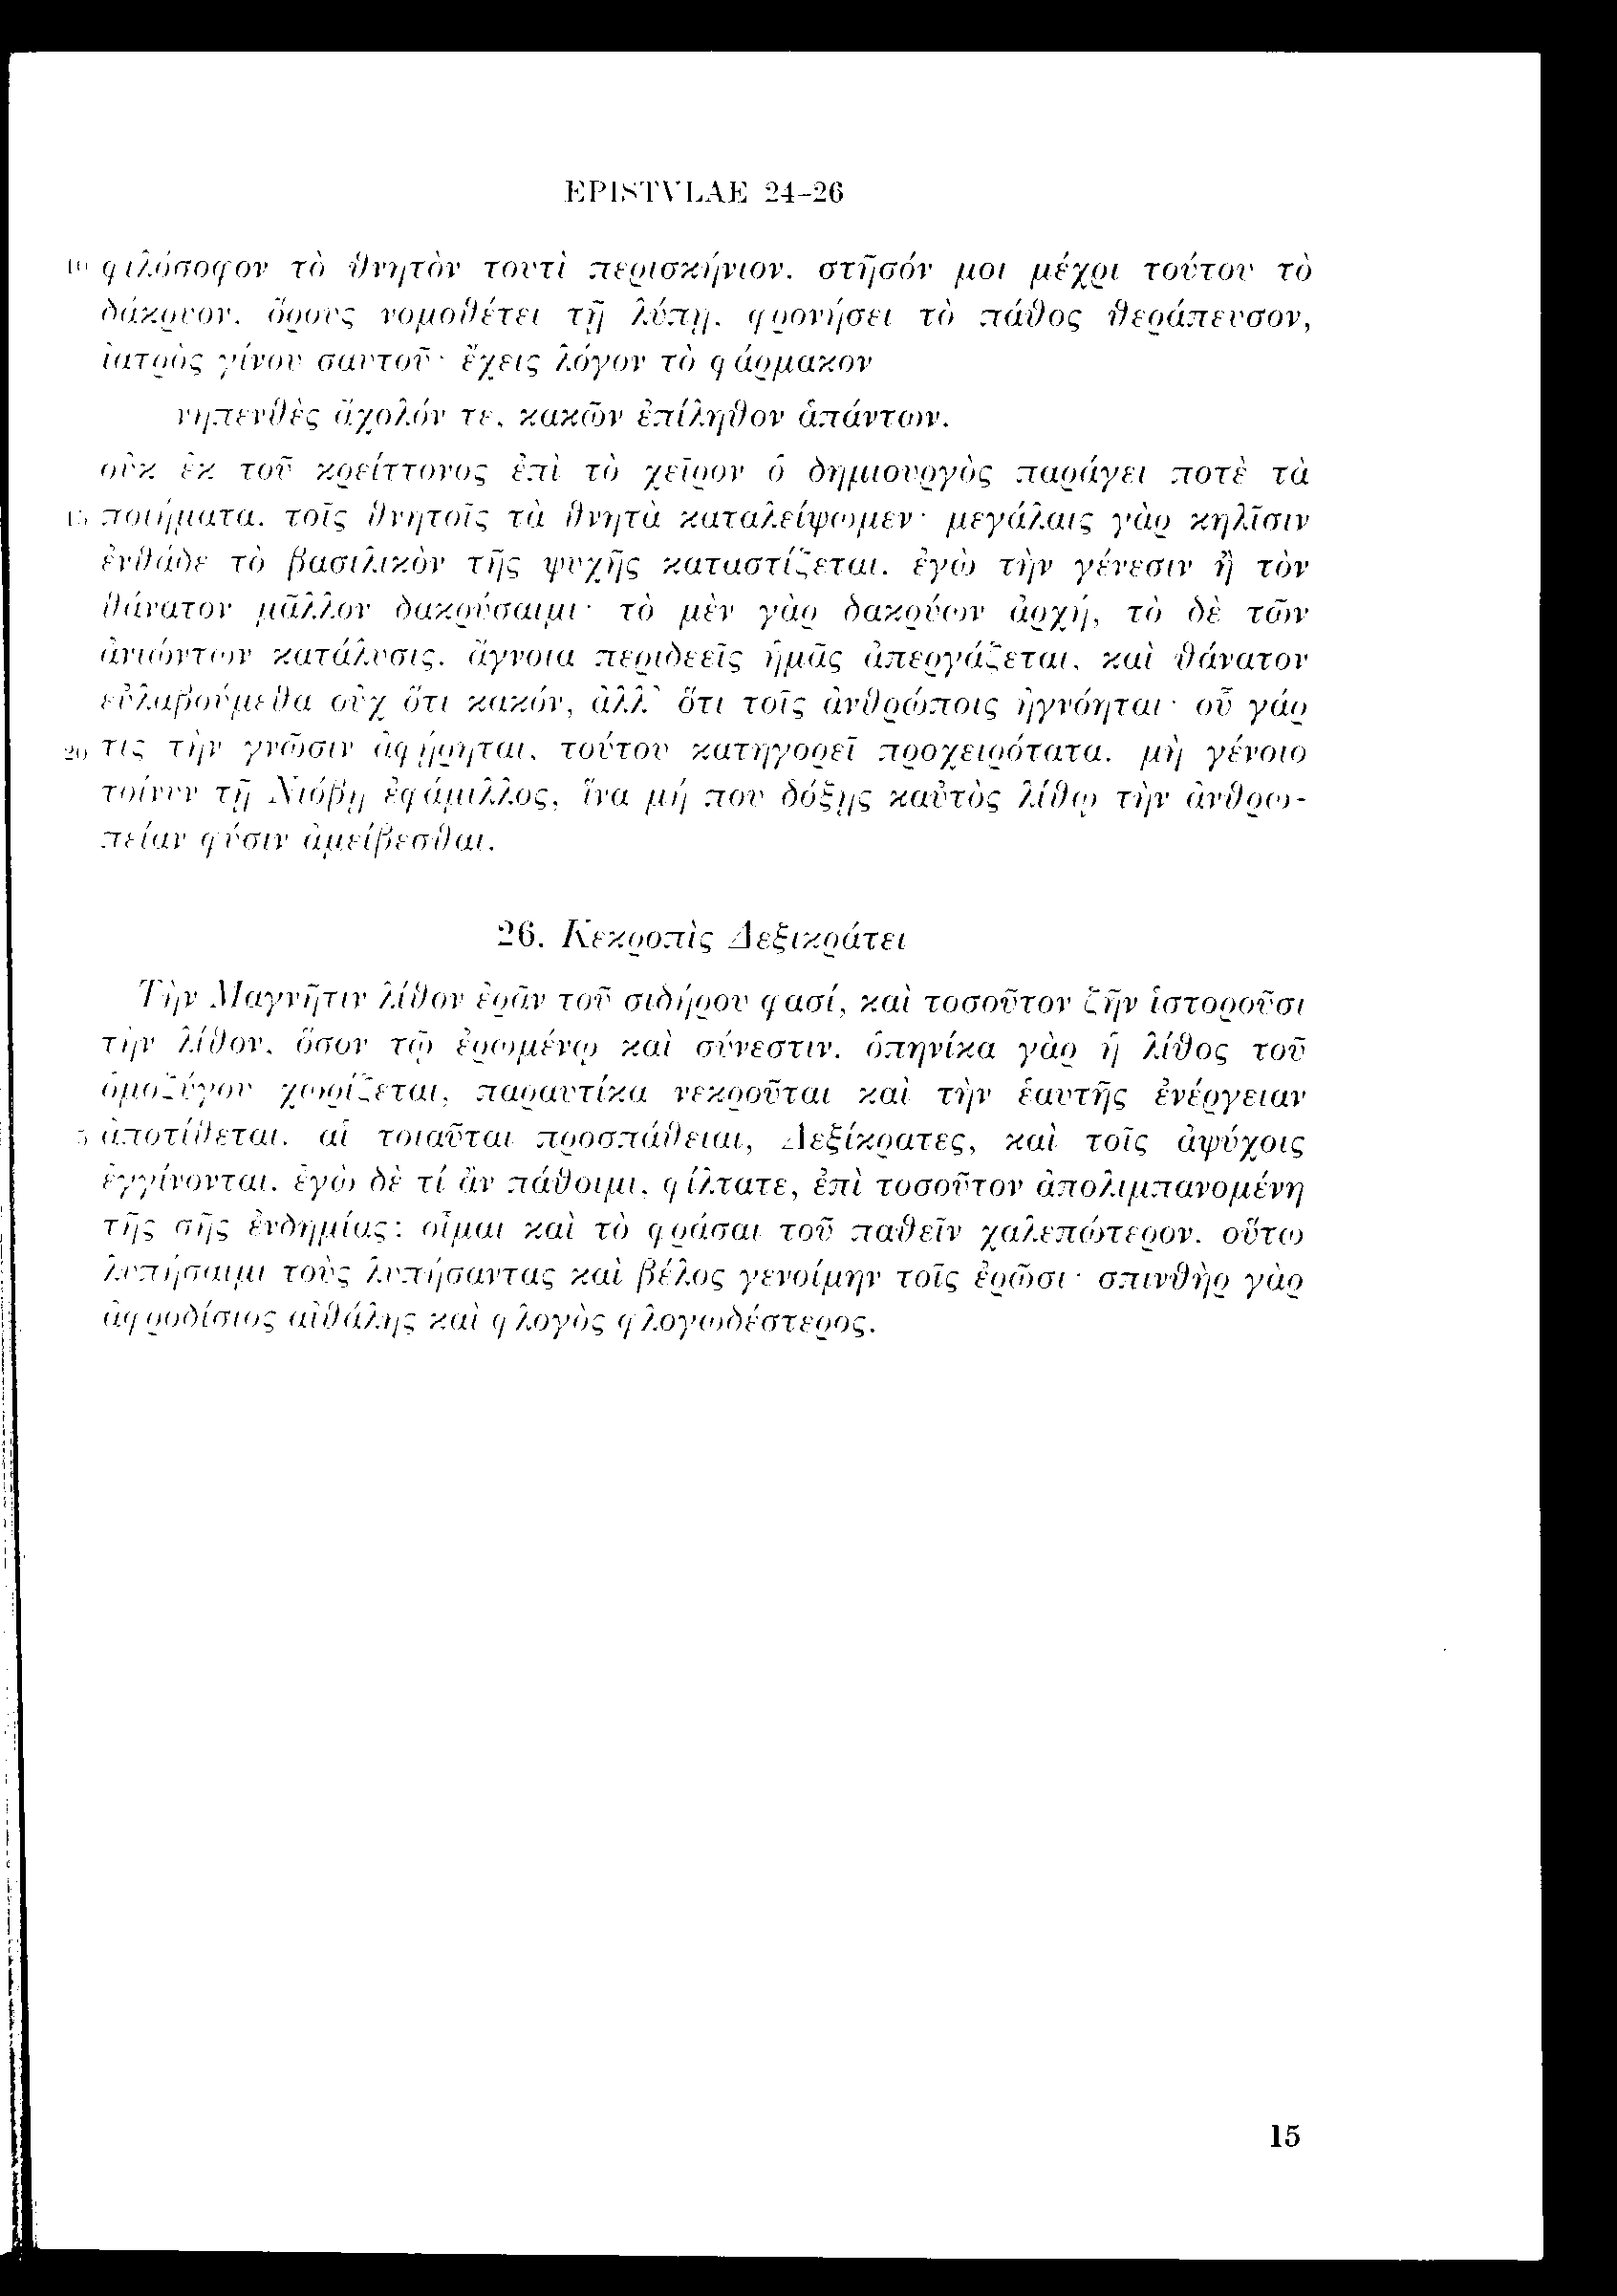 EPISTVLAE 24-26
10 φιλόσοφον τὸ θνητὸν τουτὶ περισκήνιον. στῆσόν μοι μέχρι τούτου τὸ
δάκρυον. ὅρους νομοθέτει τῇ λύπῃ. φρονήσει τὸ πάθος θεράπευσον,
ἰατρὸς γίνου σαυτοῦ· ἔχεις λόγον τὸ φάρμακον
νηπενθὲς ἄχολόν τε, κακῶν ἐπίληθον ἁπάντων.
οὐκ ἐκ τοῦ κρείττονος ἐπὶ τὸ χεῖρον ὁ δημιουργὸς παράγει ποτὲ τὰ
15 ποιήματα. τοῖς θνητοῖς τὰ θνητὰ καταλείψωμεν· μεγάλαις γὰρ κηλῖσιν
ἐνθάδε τὸ βασιλικὸν τῆς ψυχῆς καταστίζεται. ἐγὼ τὴν γένεσιν ἢ τὸν
θάνατον μᾶλλον δακρύσαιμι· τὸ μὲν γὰρ δακρύων ἀρχή, τὸ δὲ τῶν
ἀνιώντων κατάλυσις. ἄγνοια περιδεεῖς ἡμᾶς ἀπεργάζεται, καὶ θάνατον
εὐλαβούμεθα οὐχ ὅτι κακόν, ἀλλ' ὅτι τοῖς ἀνθρώποις ἠγνόηται· οὗ γάρ
20 τις τὴν γνῶσιν ἀφῄρηται, τούτου κατηγορεῖ προχειρότατα. μὴ γένοιο
τοίνυν τῇ Νιόβῃ ἐφάμιλλος, ἵνα μή που δόξῃς καὐτὸς λίθῳ τὴν ἀνθρω-
πείαν φύσιν ἀμείβεσθαι.
26. Κεκροπὶς Δεξικράτει
Τὴν Μαγνῆτιν λίθον ἐρᾶν τοῦ σιδήρου φασί, καὶ τοσοῦτον ζῆν ἱστοροῦσι
τὴν λίθον, ὅσον τῷ ἐρωμένῳ καὶ σύνεστιν. ὁπηνίκα γὰρ ἡ λίθος τοῦ
ὁμοζύγου χωρίζεται, παραυτίκα νεκροῦται καὶ τὴν ἑαυτῆς ἐνέργειαν
5 ἀποτίθεται. αἱ τοιαῦται προσπάθειαι, Δεξίκρατες, καὶ τοῖς ἀψύχοις
ἐγγίνονται. ἐγὼ δὲ τί ἂν πάθοιμι, φίλτατε, ἐπὶ τοσοῦτον ἀπολιμπανομένη
τῆς σῆς ἐνδημίας; οἶμαι καὶ τὸ φράσαι τοῦ παθεῖν χαλεπώτερον. οὕτω
λυπήσαιμι τοὺς λυπήσαντας καὶ βέλος γενοίμην τοῖς ἐρῶσι· σπινθὴρ γὰρ
ἀφροδίσιος αἰθάλης καὶ φλογὸς φλογωδέστερος.
15